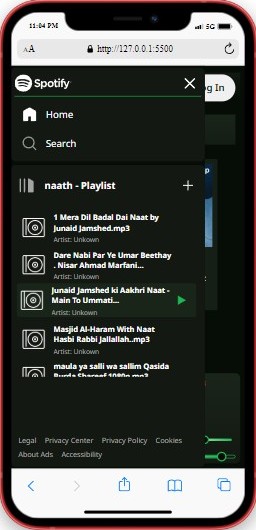 11:04 PM
5G
AA
http://127.0.0.1:5500
Spotify
og In
Home
Search
naath - Playlist
1 Mera Dil Badal Dai Naat by
Junaid Jamshed.mp3
Artist: Unkown
Dare Nabi Par Ye Umar Beethay
. Nisar Ahmad Marfani...
Artist: Unkown
Junaid Jamshed ki Aakhri Naat -
Main To Ummati...
Artist: Unkown
Masjid Al-Haram With Naat
Hasbi Rabbi Jallallah..mp3
Artist: Unkown
maula ya salli wa sallim Qasida
Burda Shareef 1080p.mp3
Legal Privacy Center Privacy Policy Cookies
About Ads Accessibility